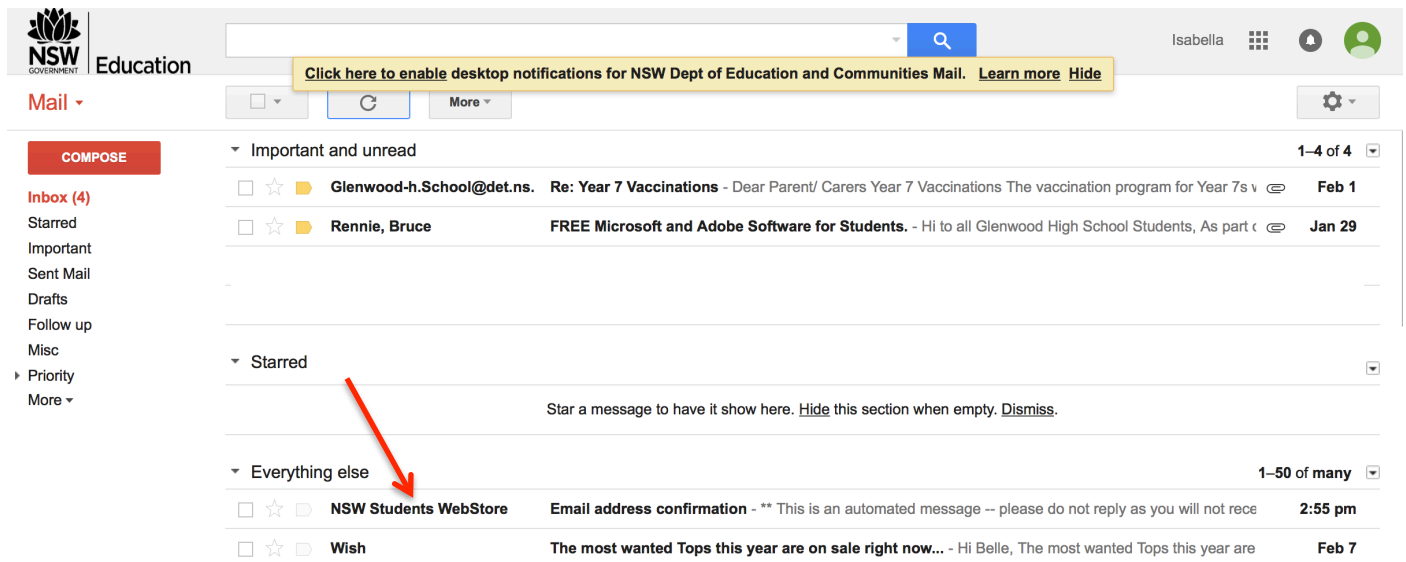 NSW
GOVERNMENT
Education
Isabella
Click here to enable desktop notifications for NSW Dept of Education and Communities Mail. Learn more Hide
Mail
More
COMPOSE
Inbox (4)
Starred
Important
Sent Mail
Drafts
Follow up
Misc
Priority
More
Important and unread 1–4 of 4
Glenwood-h.School@det.ns. Re: Year 7 Vaccinations - Dear Parent/ Carers Year 7 Vaccinations The vaccination program for Year 7s Feb 1
Rennie, Bruce FREE Microsoft and Adobe Software for Students. - Hi to all Glenwood High School Students, As part Jan 29
Starred
Star a message to have it show here. Hide this section when empty. Dismiss.
Everything else 1–50 of many
NSW Students WebStore Email address confirmation - ** This is an automated message -- please do not reply as you will not rece 2:55 pm
Wish The most wanted Tops this year are on sale right now... - Hi Belle, The most wanted Tops this year are Feb 7